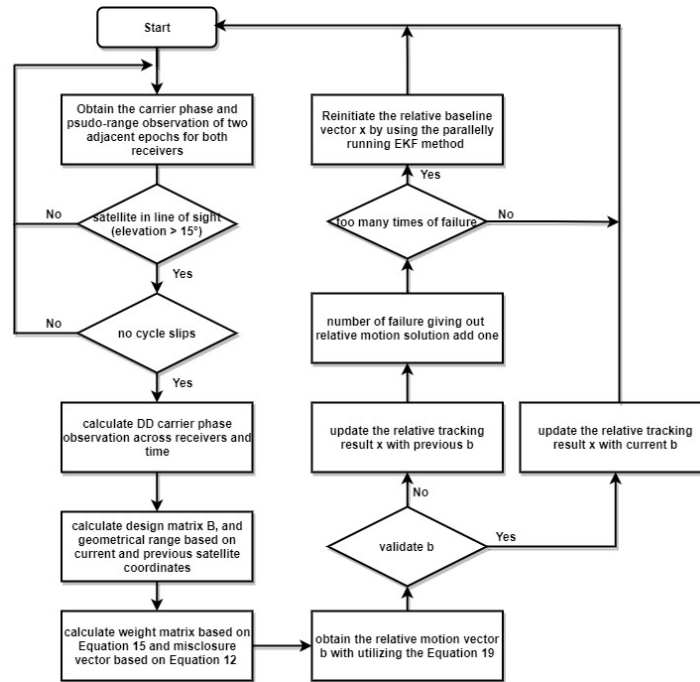 Start
Obtain the carrier phase and
psudo-range observation of two
adjacent epochs for both
receivers
No
satellite in line of sight
(elevation > 15°)
Yes
No
no cycle slips
Yes
calculate DD carrier phase
observation across receivers and
time
calculate design matrix B, and
geometrical range based on
current and previous satellite
coordinates
calculate weight matrix based on
Equation 15 and misclosure
vector based on Equation 12
obtain the relative motion vector
b with utilizing the Equation 19
validate b
No
Yes
update the relative tracking
result x with previous b
update the relative tracking
result x with current b
number of failure giving out
relative motion solution add one
too many times of failure
No
Yes
Reinitiate the relative baseline
vector x by using the parallelly
running EKF method